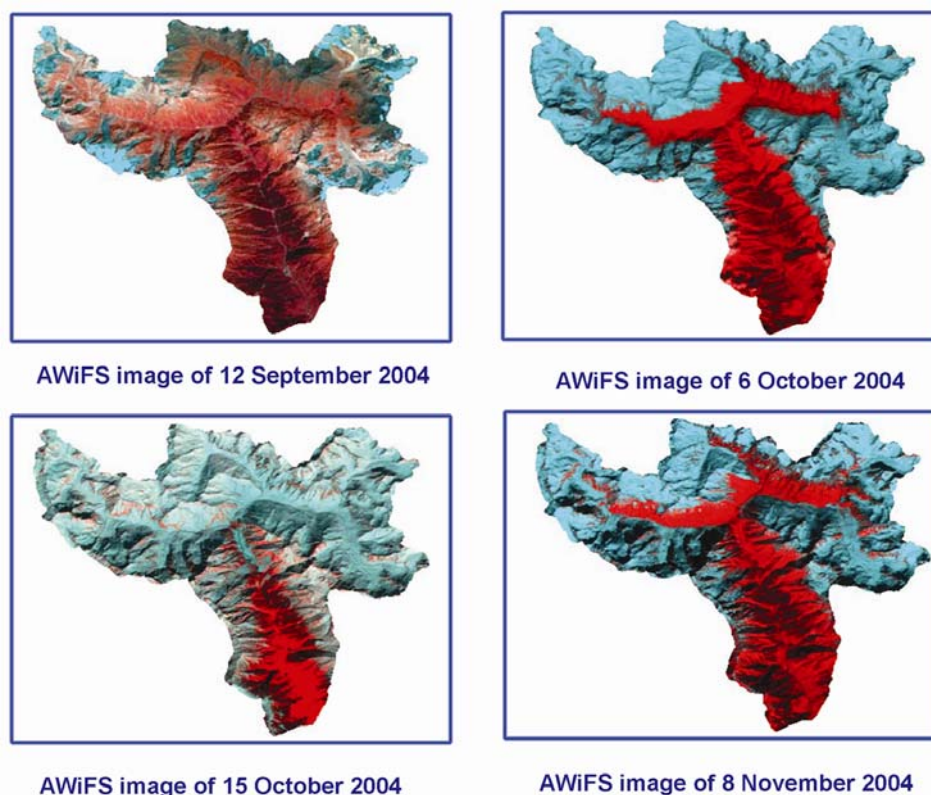 AWiFS image of 12 September 2004
AWiFS image of 6 October 2004
AWiFS image of 15 October 2004
AWiFS image of 8 November 2004